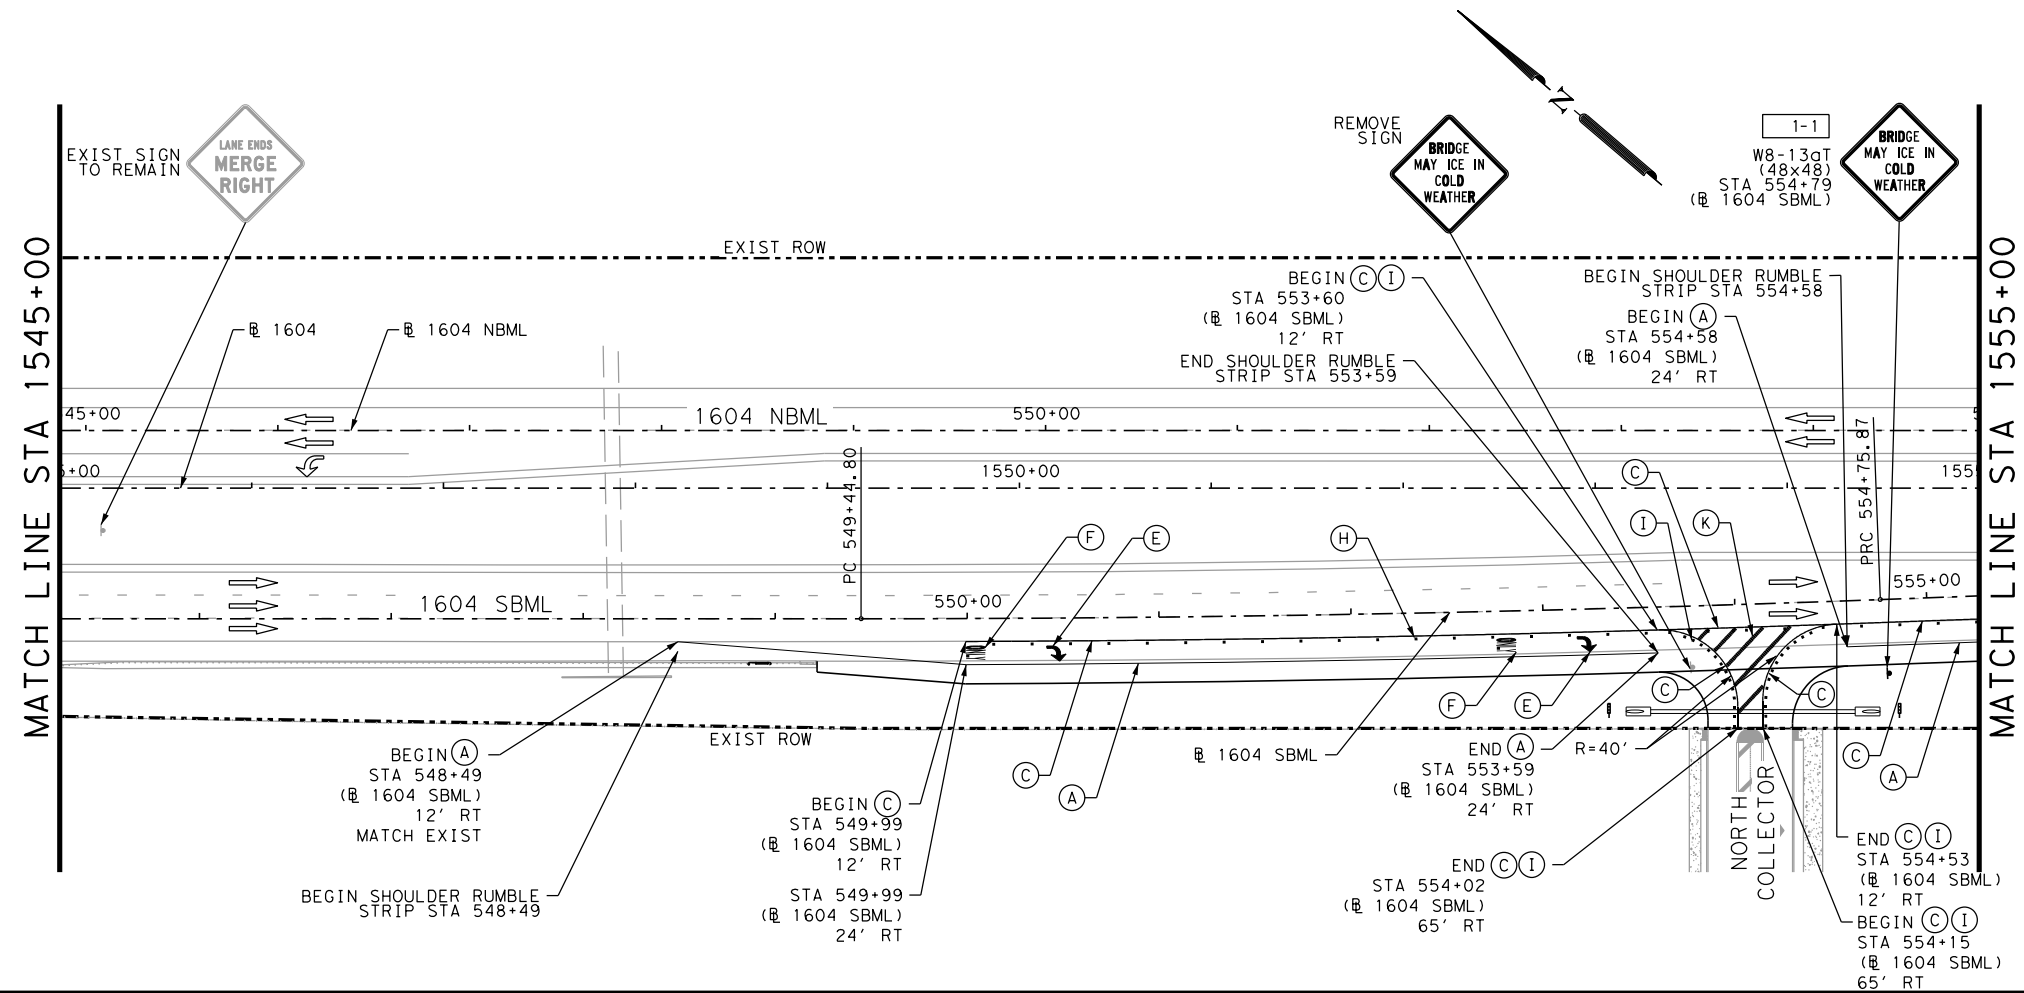 MATCH LINE STA 1545+00
EXIST SIGN
TO REMAIN
LANE ENDS
MERGE
RIGHT
N
REMOVE
SIGN
BRIDGE
MAY ICE IN
COLD
WEATHER
1-1
W8-13aT
(48x48)
STA 554+79
(℄ 1604 SBML)
BRIDGE
MAY ICE IN
COLD
WEATHER
MATCH LINE STA 1555+00
EXIST ROW
BEGIN C I
STA 553+60
(℄ 1604 SBML)
12' RT
END SHOULDER RUMBLE
STRIP STA 553+59
BEGIN SHOULDER RUMBLE
STRIP STA 554+58
BEGIN A
STA 554+58
(℄ 1604 SBML)
24' RT
℄ 1604
℄ 1604 NBML
45+00
1604 NBML
550+00
5+00
1550+00
155
PC 549+44.80
PRC 554+75.87
C
I
K
F
E
H
1604 SBML
550+00
555+00
C
C
F
E
EXIST ROW
BEGIN A
STA 548+49
(℄ 1604 SBML)
12' RT
MATCH EXIST
BEGIN SHOULDER RUMBLE
STRIP STA 548+49
BEGIN C
STA 549+99
(℄ 1604 SBML)
12' RT
STA 549+99
(℄ 1604 SBML)
24' RT
C
A
℄ 1604 SBML
END A
STA 553+59
(℄ 1604 SBML)
24' RT
R=40'
END C I
STA 554+02
(℄ 1604 SBML)
65' RT
NORTH
COLLECTOR
C
A
END C I
STA 554+53
(℄ 1604 SBML)
12' RT
BEGIN C I
STA 554+15
(℄ 1604 SBML)
65' RT